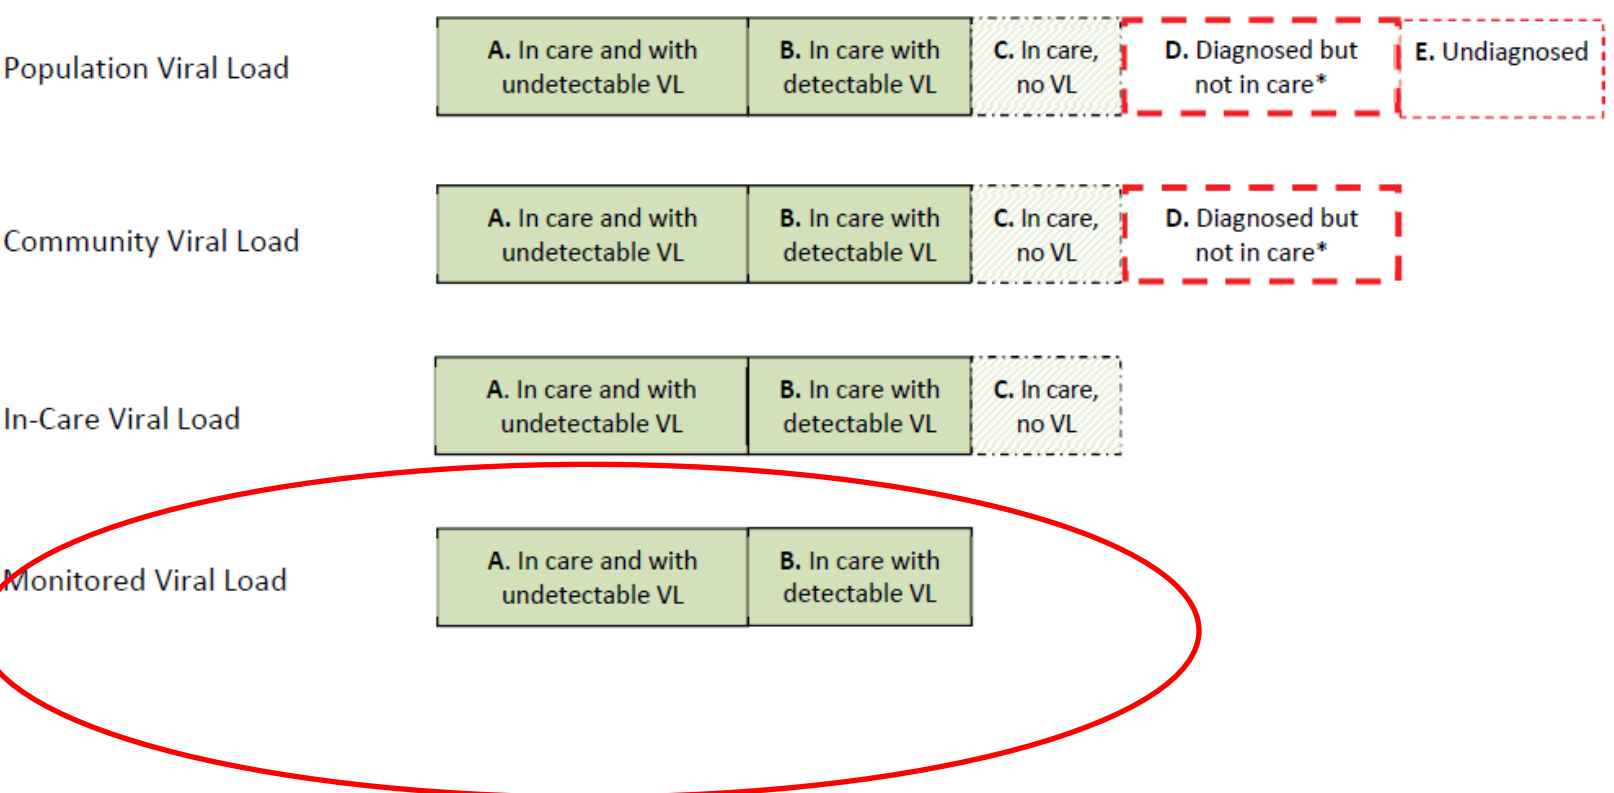 Population Viral Load
A. In care and with
undetectable VL
B. In care with
detectable VL
C. In care,
no VL
D. Diagnosed but
not in care*
E. Undiagnosed
Community Viral Load
A. In care and with
undetectable VL
B. In care with
detectable VL
C. In care,
no VL
D. Diagnosed but
not in care*
In-Care Viral Load
A. In care and with
undetectable VL
B. In care with
detectable VL
C. In care,
no VL
Monitored Viral Load
A. In care and with
undetectable VL
B. In care with
detectable VL